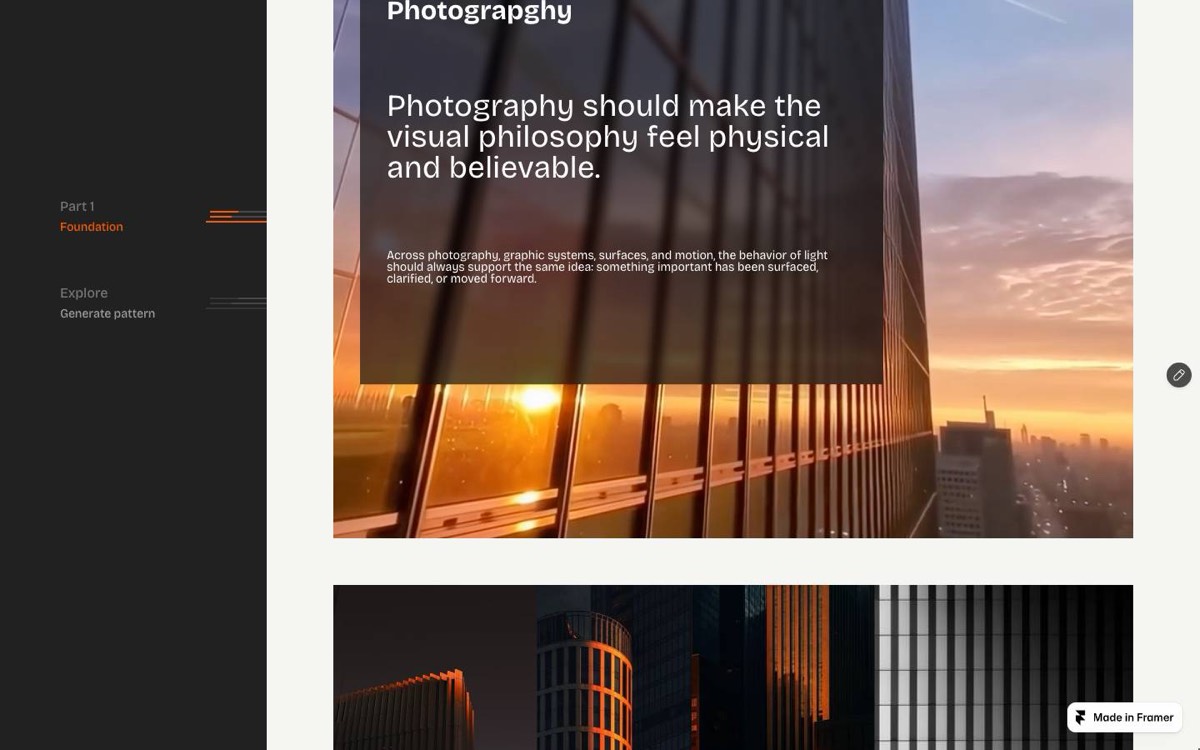 Photograpghy
Photography should make the
visual philosophy feel physical
and believable.
Part 1
Foundation
Across photography, graphic systems, surfaces, and motion, the behavior of light
should always support the same idea: something important has been surfaced,
clarified, or moved forward.
Explore
Generate pattern
Made in Framer